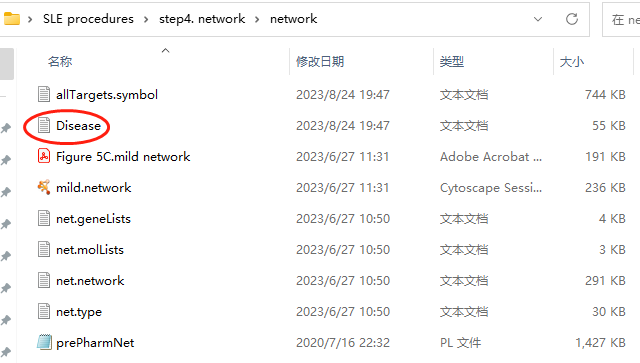 SLE procedures > step4. network > network 在 ne
名称 修改日期 类型 大小
allTargets.symbol 2023/8/24 19:47 文本文档 744 KB
Disease 2023/8/24 19:47 文本文档 55 KB
Figure 5C.mild network 2023/6/27 11:31 Adobe Acrobat ... 191 KB
mild.network 2023/6/27 11:31 Cytoscape Sessi... 236 KB
net.geneLists 2023/6/27 10:50 文本文档 4 KB
net.molLists 2023/6/27 10:50 文本文档 3 KB
net.network 2023/6/27 10:50 文本文档 291 KB
net.type 2023/6/27 10:50 文本文档 30 KB
prePharmNet 2020/7/16 22:32 PL 文件 1,427 KB